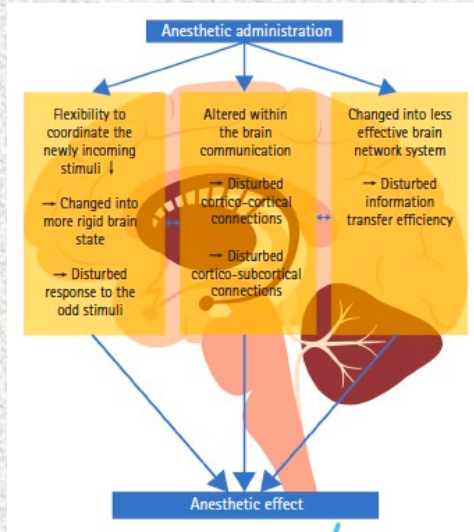 Anesthetic administration
Flexibility to
coordinate the
newly incoming
stimuli ↓
→ Changed into
more rigid brain
state
→ Disturbed
response to the
odd stimuli
Altered within
the brain
communication
→ Disturbed
cortico-cortical
connections
→ Disturbed
cortico-subcortical
connections
Changed into less
effective brain
network system
→ Disturbed
information
transfer efficiency
Anesthetic effect